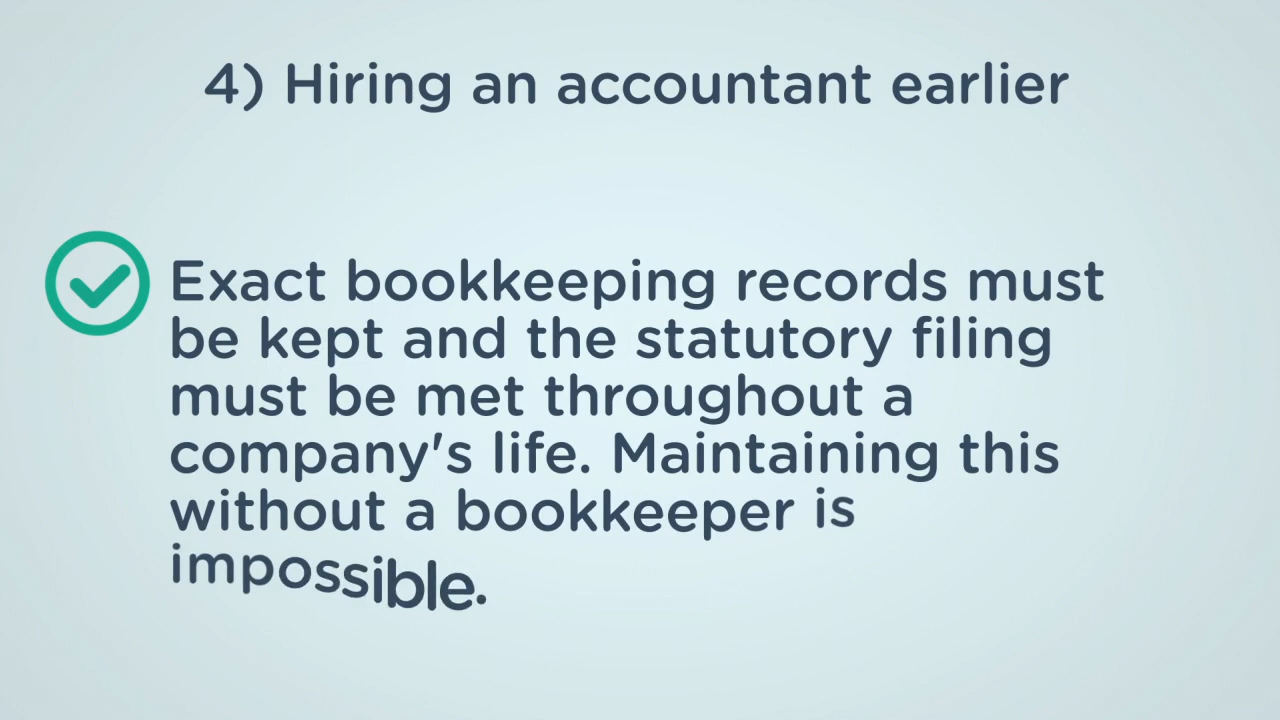 4) Hiring an accountant earlier
Exact bookkeeping records must
be kept and the statutory filing
must be met throughout a
company's life. Maintaining this
without a bookkeeper is
impossible.